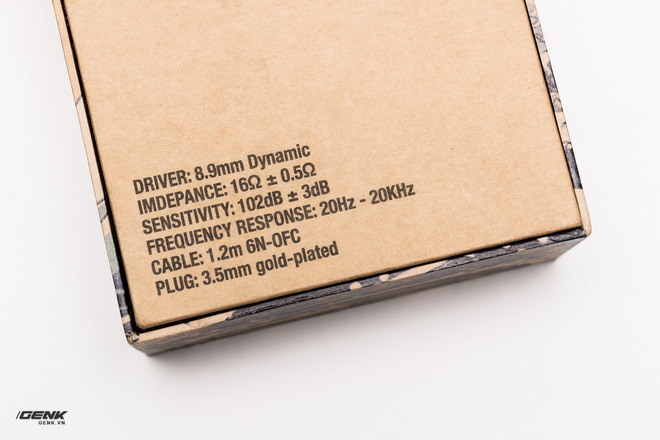 DRIVER: 8.9mm Dynamic
IMDEPANCE: 16Ω ± 0.5Ω
SENSITIVITY: 102dB ± 3dB
FREQUENCY RESPONSE: 20Hz - 20KHz
CABLE: 1.2m 6N-OFC
PLUG: 3.5mm gold-plated
GENK
GENK.VN